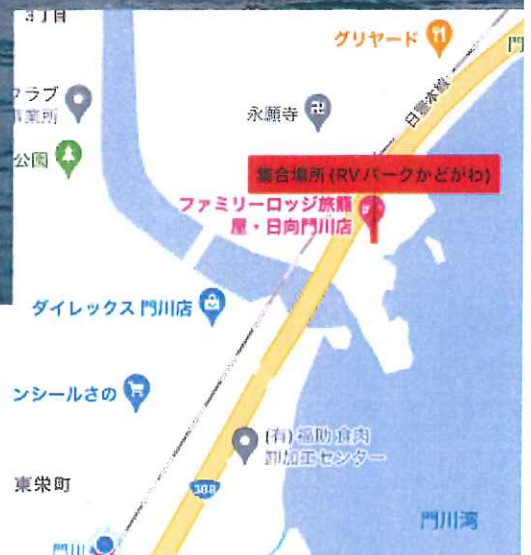 3丁目
グリヤード
門
クラブ
事業所
永願寺
日豊本線
公園
集合場所(RVパークかどがわ)
ファミリーロッジ旅籠
屋・日向門川店
ダイレックス 門川店
ンシールさの
(有)福助食肉
卸加工センター
東栄町
388
門川湾
門川